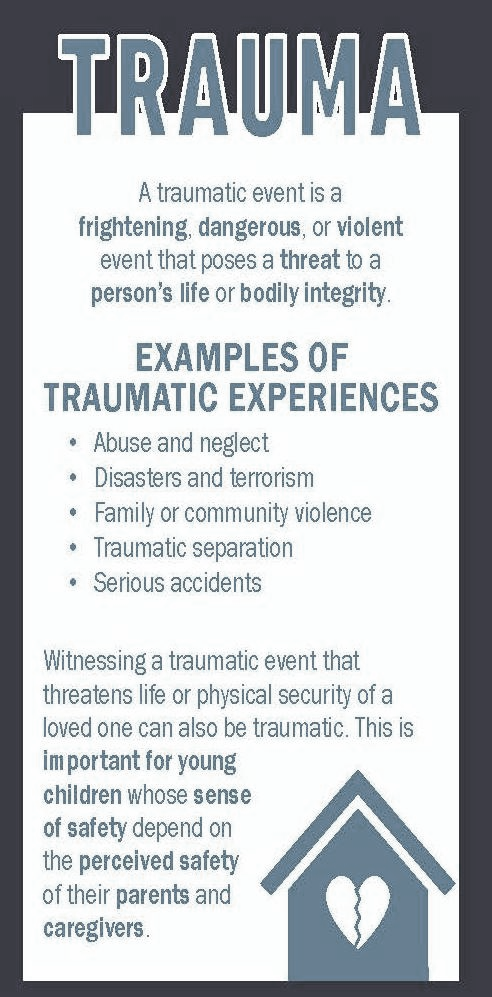 TRAUMA
A traumatic event is a
frightening, dangerous, or violent
event that poses a threat to a
person's life or bodily integrity.
EXAMPLES OF
TRAUMATIC EXPERIENCES
• Abuse and neglect
• Disasters and terrorism
• Family or community violence
• Traumatic separation
• Serious accidents
Witnessing a traumatic event that
threatens life or physical security of a
loved one can also be traumatic. This is
important for young
children whose sense
of safety depend on
the perceived safety
of their parents and
caregivers.